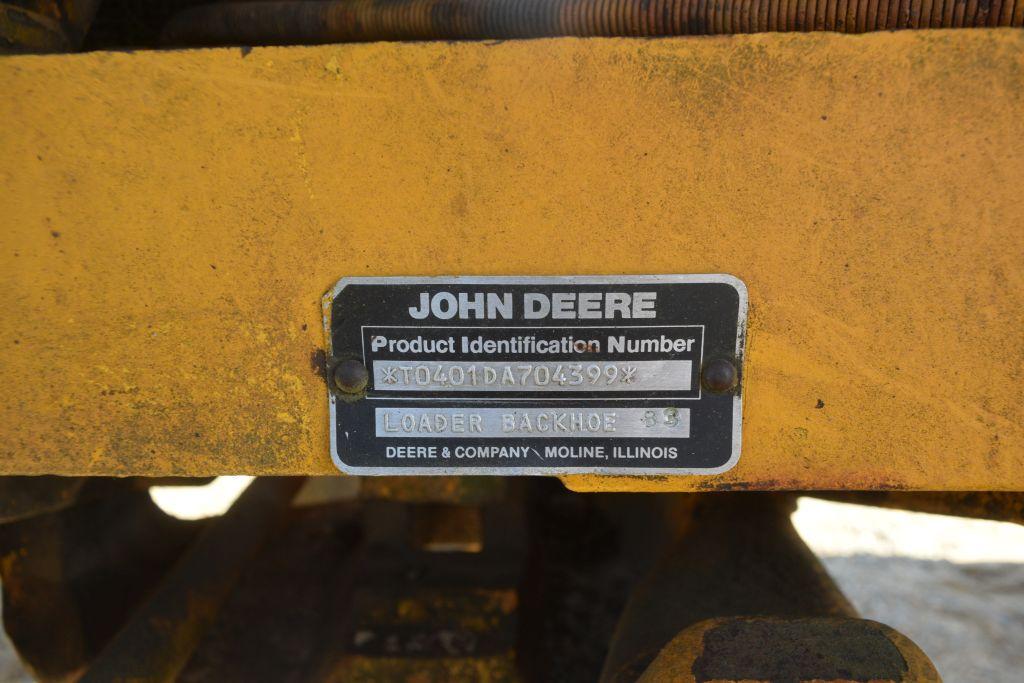 JOHN DEERE
Product Identification Number
*T0401DA704399*
LOADER BACKHOE 83
DEERE & COMPANY MOLINE, ILLINOIS